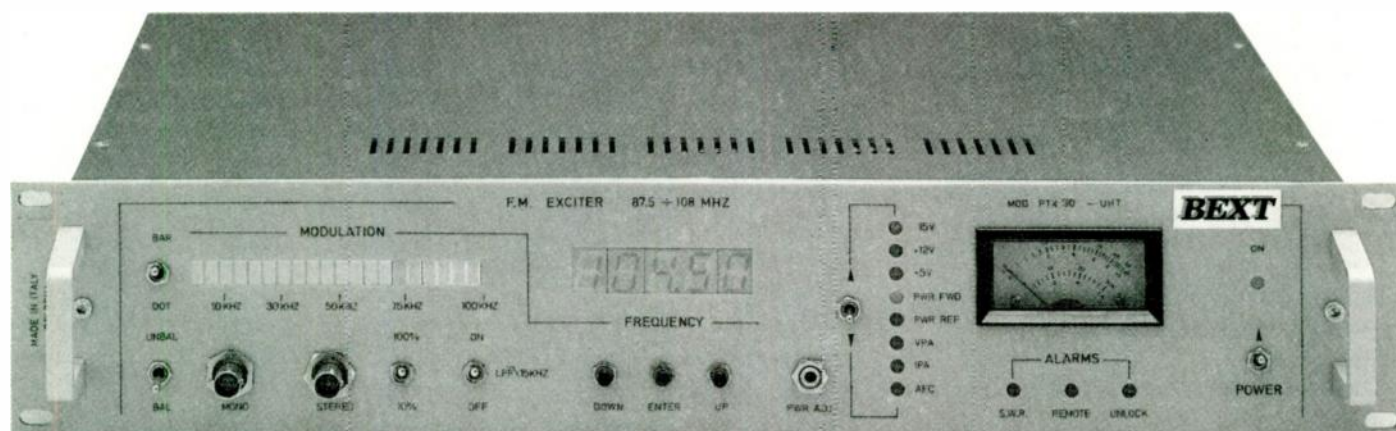 F.M. EXCITER 87.5 ÷ 108 MHZ
MOD. PTX 30 - UHT
BEXT
MADE IN ITALY
BAR
MODULATION
DOT
10KHZ 30KHZ 50KHZ 75KHZ 100KHZ
104.50
FREQUENCY
UNBAL
BAL
MONO
STEREO
100%
10%
ON
LPF\15KHZ
OFF
DOWN ENTER UP
PWR ADJ
15V
+12V
+5V
PWR FWD
PWR REF
VPA
IPA
AFC
ALARMS
S.W.R. REMOTE UNLOCK
ON
POWER